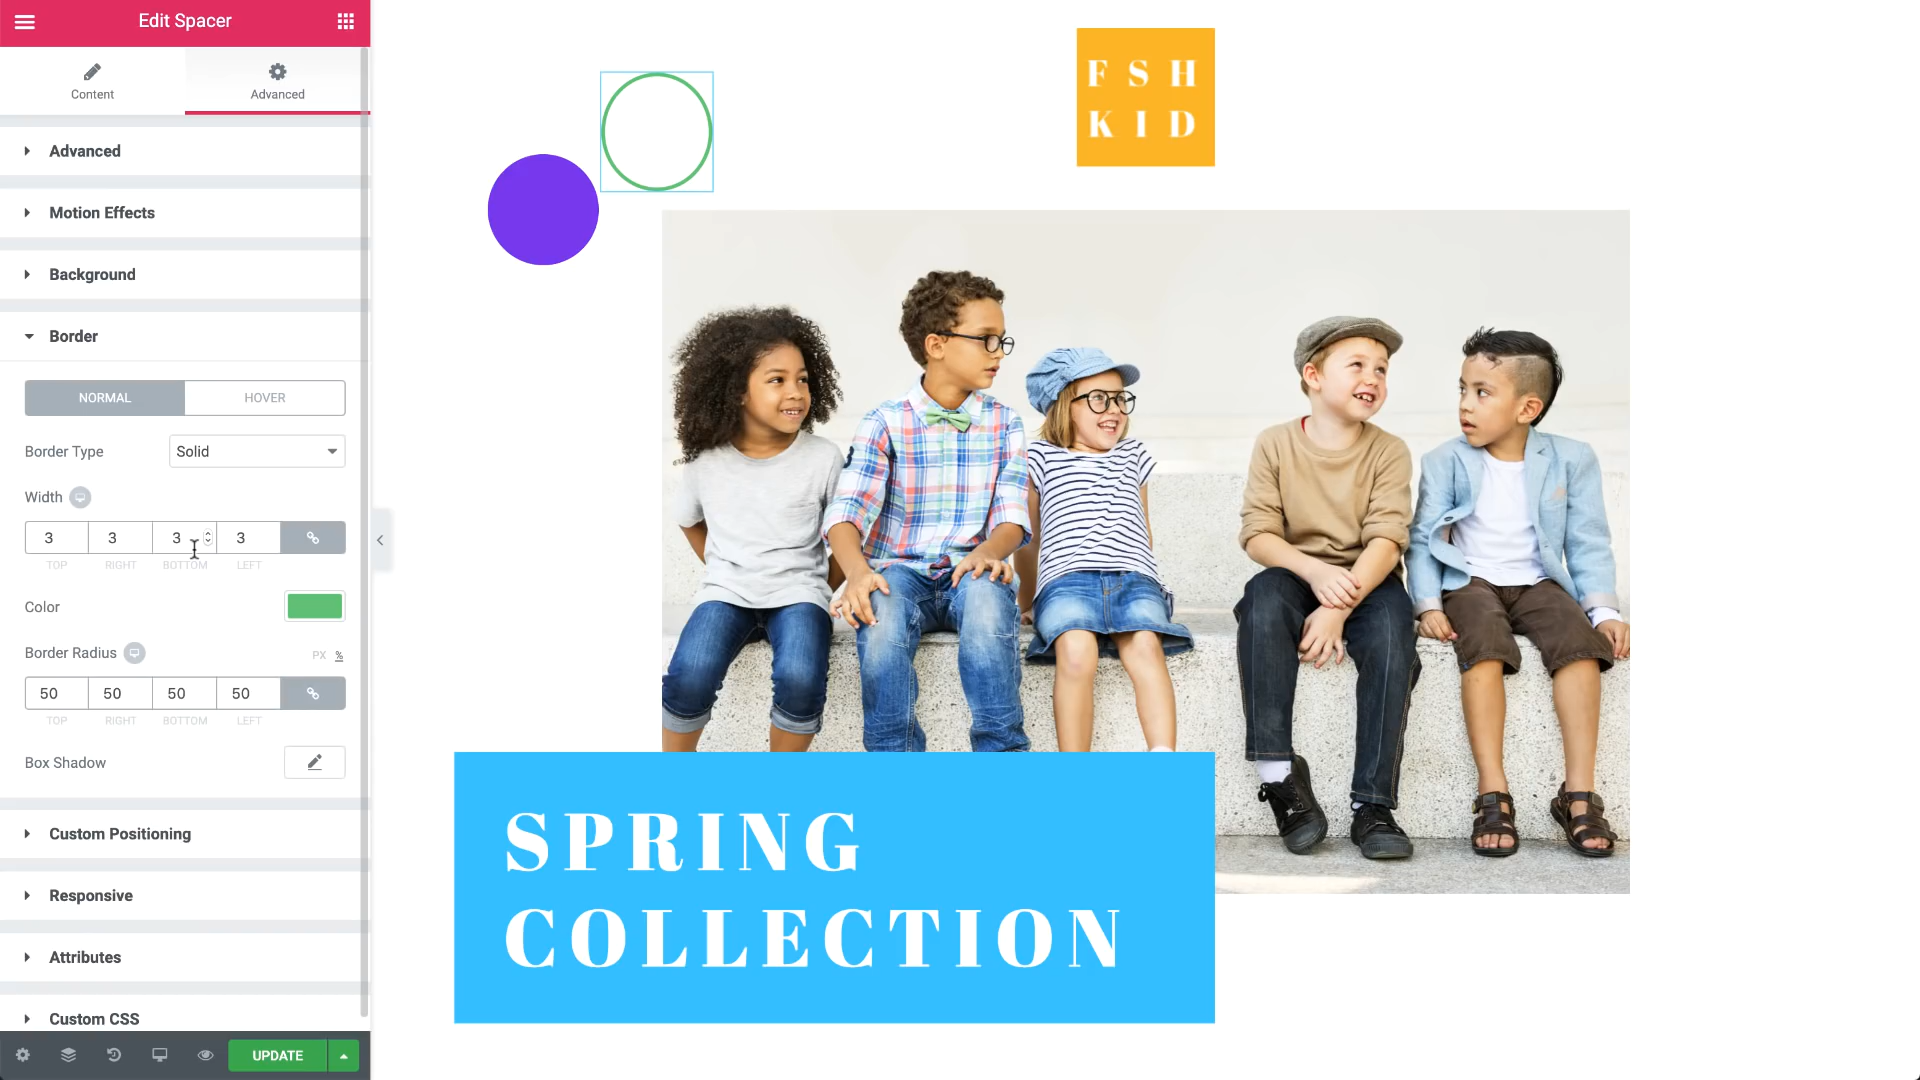 Edit Spacer
Content
Advanced
Advanced
Motion Effects
Background
Border
NORMAL
HOVER
Border Type
Solid
Width
3
3
3
3
TOP
RIGHT
BOTTOM
LEFT
Color
Border Radius
PX
%
50
50
50
50
TOP
RIGHT
BOTTOM
LEFT
Box Shadow
Custom Positioning
Responsive
Attributes
Custom CSS
UPDATE
F S H
K I D
SPRING
COLLECTION